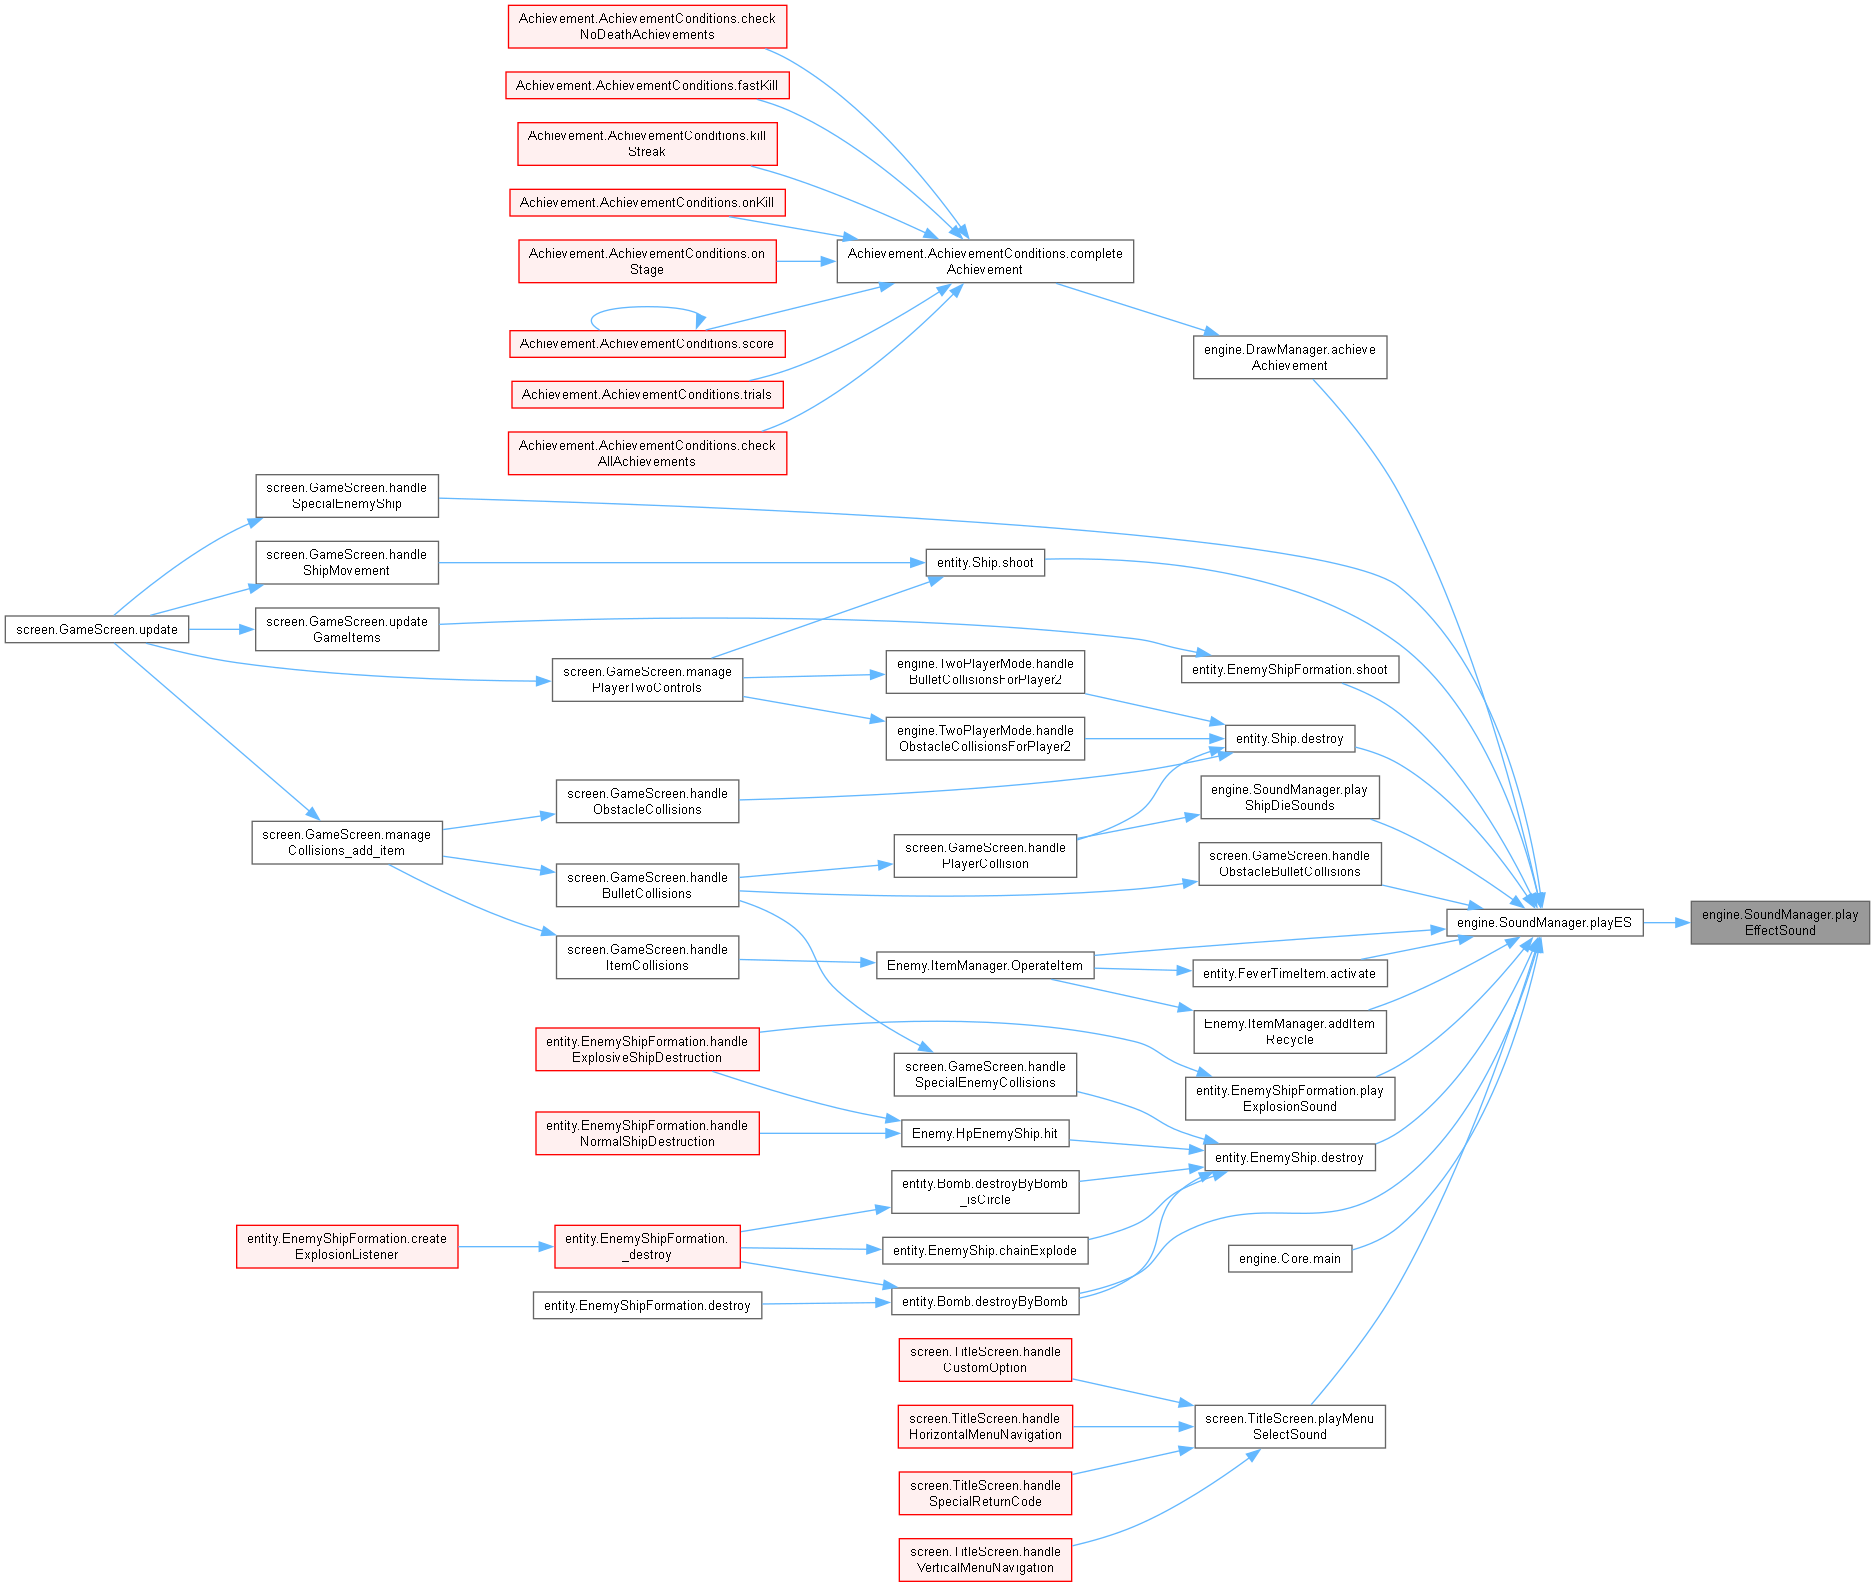 Achievement.AchievementConditions.check
NoDeathAchievements
Achievement.AchievementConditions.fastKill
Achievement.AchievementConditions.kill
Streak
Achievement.AchievementConditions.onKill
Achievement.AchievementConditions.on
Stage
Achievement.AchievementConditions.score
Achievement.AchievementConditions.trials
Achievement.AchievementConditions.check
AllAchievements
Achievement.AchievementConditions.complete
Achievement
engine.DrawManager.achieve
Achievement
screen.GameScreen.handle
SpecialEnemyShip
screen.GameScreen.handle
ShipMovement
screen.GameScreen.update
screen.GameScreen.update
GameItems
entity.Ship.shoot
screen.GameScreen.manage
PlayerTwoControls
engine.TwoPlayerMode.handle
BulletCollisionsForPlayer2
engine.TwoPlayerMode.handle
ObstacleCollisionsForPlayer2
entity.EnemyShipFormation.shoot
entity.Ship.destroy
screen.GameScreen.handle
ObstacleCollisions
engine.SoundManager.play
ShipDieSounds
screen.GameScreen.manage
Collisions_add_item
screen.GameScreen.handle
PlayerCollision
screen.GameScreen.handle
ObstacleBulletCollisions
screen.GameScreen.handle
BulletCollisions
engine.SoundManager.playES
engine.SoundManager.play
EffectSound
screen.GameScreen.handle
ItemCollisions
Enemy.ItemManager.OperateItem
entity.FeverTimeItem.activate
Enemy.ItemManager.addItem
Recycle
entity.EnemyShipFormation.handle
ExplosiveShipDestruction
screen.GameScreen.handle
SpecialEnemyCollisions
entity.EnemyShipFormation.play
ExplosionSound
entity.EnemyShipFormation.handle
NormalShipDestruction
Enemy.HpEnemyShip.hit
entity.EnemyShip.destroy
entity.Bomb.destroyByBomb
_isCircle
entity.EnemyShipFormation.create
ExplosionListener
entity.EnemyShipFormation.
_destroy
entity.EnemyShip.chainExplode
engine.Core.main
entity.EnemyShipFormation.destroy
entity.Bomb.destroyByBomb
screen.TitleScreen.handle
CustomOption
screen.TitleScreen.handle
HorizontalMenuNavigation
screen.TitleScreen.playMenu
SelectSound
screen.TitleScreen.handle
SpecialReturnCode
screen.TitleScreen.handle
VerticalMenuNavigation